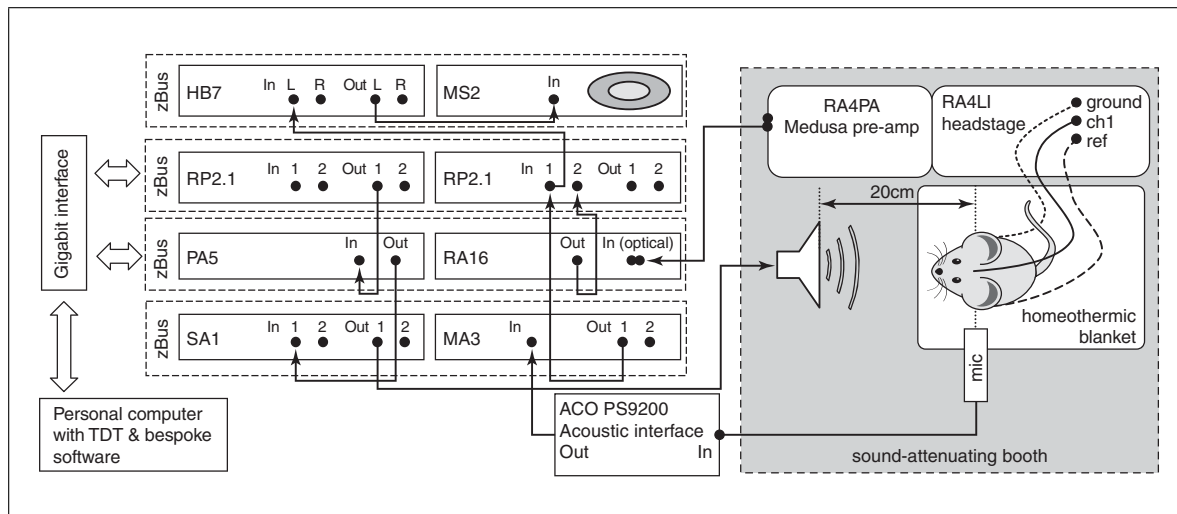 zBus
HB7
In L R
Out L R
MS2
In
Gigabit interface
zBus
RP2.1
In 1 2
Out 1 2
RP2.1
In 1 2
Out 1 2
zBus
PA5
In
Out
RA16
Out
In (optical)
zBus
SA1
In 1 2
Out 1 2
MA3
In
Out 1 2
Personal computer
with TDT & bespoke
software
ACO PS9200
Acoustic interface
Out In
RA4PA
Medusa pre-amp
RA4LI
headstage
ground
ch1
ref
20cm
homeothermic
blanket
mic
sound-attenuating booth